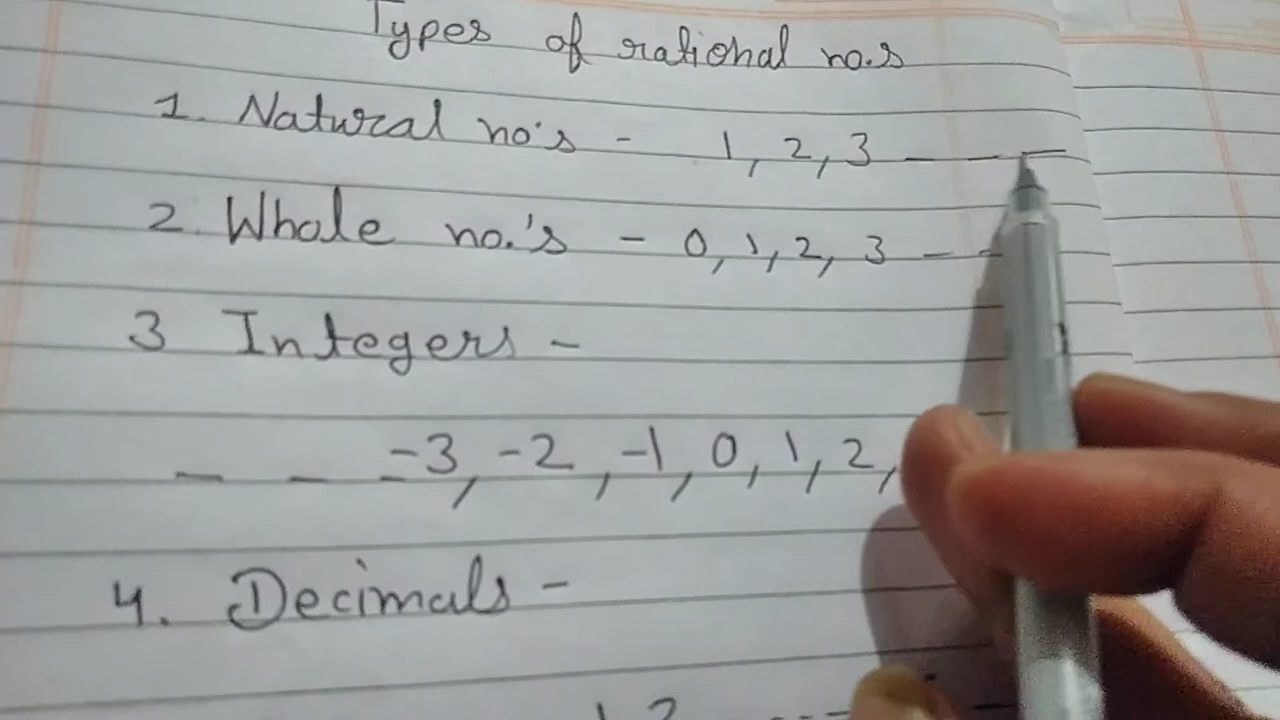 Types of rational no.s
1. Natural no's - 1, 2, 3 - - -
2. Whole no.'s - 0, 1, 2, 3 - -
3 Integers -
- - -3, -2, -1, 0, 1, 2,
4. Decimals -